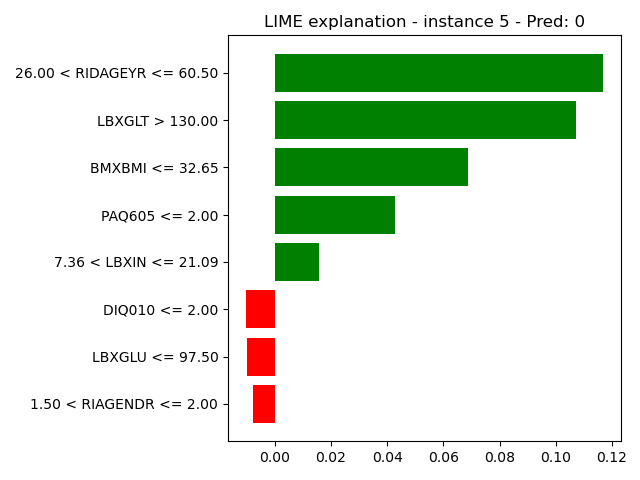 LIME explanation - instance 5 - Pred: 0
26.00 < RIDAGEYR <= 60.50
LBXGLT > 130.00
BMXBMI <= 32.65
PAQ605 <= 2.00
7.36 < LBXIN <= 21.09
DIQ010 <= 2.00
LBXGLU <= 97.50
1.50 < RIAGENDR <= 2.00
0.00 0.02 0.04 0.06 0.08 0.10 0.12